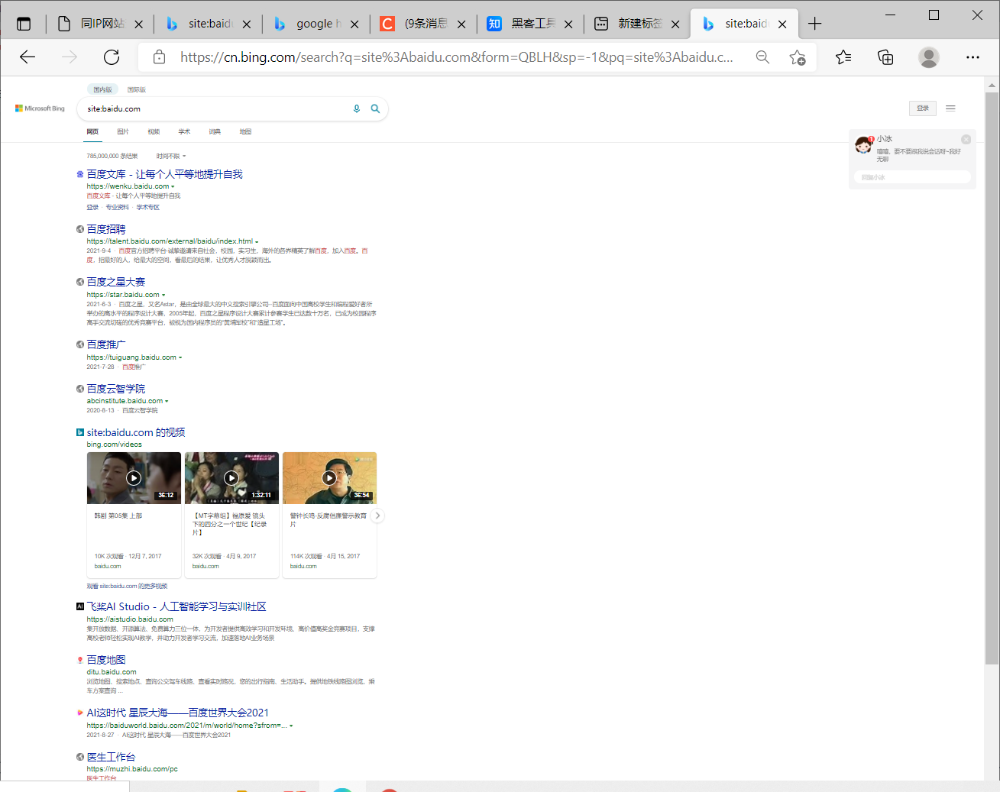 同IP网站
site:baidu
google h
(9条消息
黑客工具
新建标签
site:baidu
https://cn.bing.com/search?q=site%3Abaidu.com&form=QBLH&sp=-1&pq=site%3Abaidu.c...
国内版 国际版
Microsoft Bing
site:baidu.com
登录
网页 图片 视频 学术 词典 地图
785,000,000 条结果 时间不限
小冰
1
嘻嘻，要不要跟我说会话呀~我好
无聊
回复小冰
百度文库 - 让每个人平等地提升自我
https://wenku.baidu.com
百度文库 - 让每个人平等地提升自我
登录 · 专业资料 · 学术专区
百度招聘
https://talent.baidu.com/external/baidu/index.html
2021-9-4 · 百度官方招聘平台·诚挚邀请来自社会，校园，实习生，海外的各界精英了解百度，加入百度。百
度，招最好的人，给最大的空间，看最后的结果，让优秀人才脱颖而出。
百度之星大赛
https://star.baidu.com
2021-6-3 · 百度之星，又名Astar，是由全球最大的中文搜索引擎公司--百度面向中国高校学生和编程爱好者所
举办的高水平的程序设计大赛，2005年起，百度之星程序设计大赛累计参赛学生已达数十万名，已成为校园程序
高手交流切磋的优秀竞赛平台，被视为国内程序员的“黄埔军校”和“造星工场”。
百度推广
https://tuiguang.baidu.com
2021-7-28 · 百度推广
百度云智学院
abcinstitute.baidu.com
2020-8-13 · 百度云智学院
site:baidu.com 的视频
bing.com/videos
36:12
1:32:11
36:54
韩剧 第05集 上部
【MT字幕组】福原爱 镜头
下的四分之一个世纪【纪录
片】
警钟长鸣·反腐倡廉警示教育
片
10K 次观看 · 12月 7, 2017
baidu.com
32K 次观看 · 4月 9, 2017
baidu.com
114K 次观看 · 4月 15, 2017
baidu.com
观看 site:baidu.com 的更多视频
AI
飞桨AI Studio - 人工智能学习与实训社区
https://aistudio.baidu.com
集开放数据、开源算法、免费算力三位一体，为开发者提供高效学习和开发环境、高价值高奖金竞赛项目，支撑
高校老师轻松实现AI教学，并助力开发者学习交流，加速落地AI业务场景
百度地图
ditu.baidu.com
浏览地图、搜索地点、查询公交驾车线路、查看实时路况，您的出行指南、生活助手。提供地铁线路图浏览，乘
车方案查询 ...
AI这时代 星辰大海——百度世界大会2021
https://baiduworld.baidu.com/2021/m/world/home?sfrom=...
2021-8-27 · AI这时代 星辰大海——百度世界大会2021
医生工作台
https://muzhi.baidu.com/pc
医生工作台